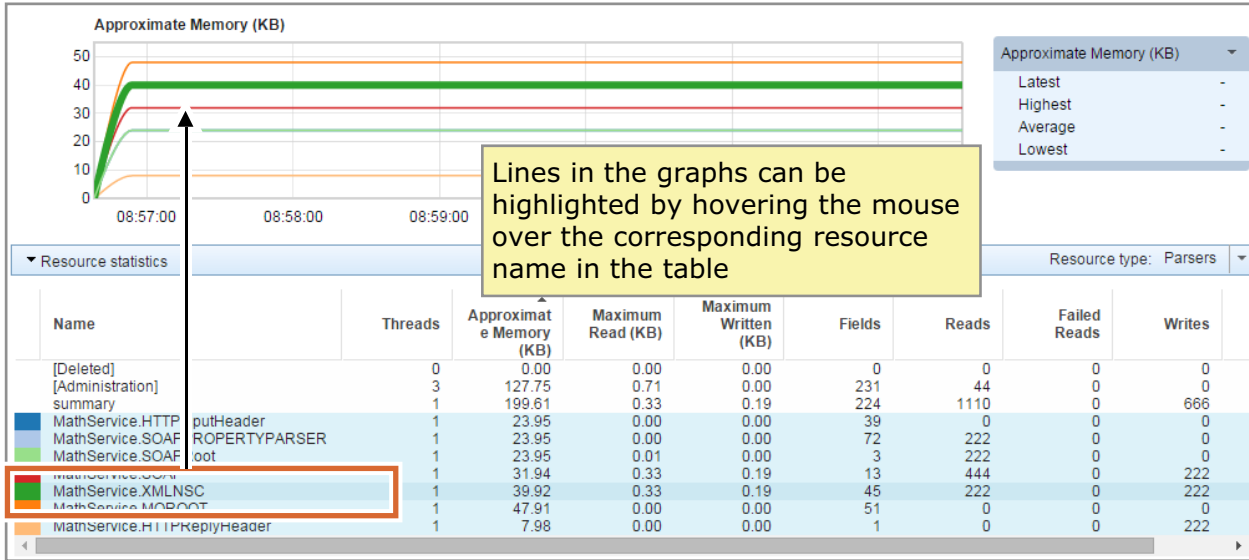 Approximate Memory (KB)
50
40
30
20
10
0
08:57:00 08:58:00 08:59:00
Approximate Memory (KB)
Latest -
Highest -
Average -
Lowest -
Lines in the graphs can be
highlighted by hovering the mouse
over the corresponding resource
name in the table
Resource statistics Resource type: Parsers
Name Threads Approximat e Memory (KB) Maximum Read (KB) Maximum Written (KB) Fields Reads Failed Reads Writes
[Deleted] 0 0.00 0.00 0.00 0 0 0 0
[Administration] 3 127.75 0.71 0.00 231 44 0 0
summary 1 199.61 0.33 0.19 224 1110 0 666
MathService.HTTP putHeader 1 23.95 0.00 0.00 39 0 0 0
MathService.SOAP ROPERTYPARSER 1 23.95 0.00 0.00 72 222 0 0
MathService.SOAP oot 1 23.95 0.01 0.00 3 222 0 0
MathService.SOAP 1 31.94 0.33 0.19 13 444 0 222
MathService.XMLNSC 1 39.92 0.33 0.19 45 222 0 222
MathService.MQROOT 1 47.91 0.00 0.00 51 0 0 0
MathService.HTTPReplyHeader 1 7.98 0.00 0.00 1 0 0 222